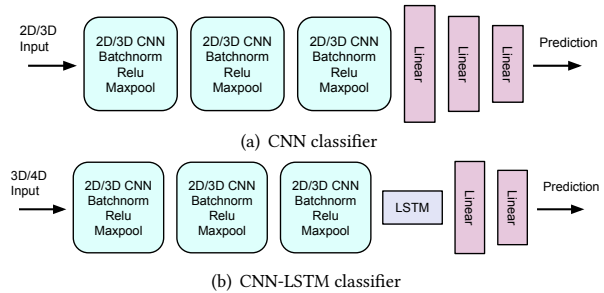 2D/3D
Input
2D/3D CNN
Batchnorm
Relu
Maxpool
2D/3D CNN
Batchnorm
Relu
Maxpool
2D/3D CNN
Batchnorm
Relu
Maxpool
Linear
Linear
Linear
Prediction
(a) CNN classifier
3D/4D
Input
2D/3D CNN
Batchnorm
Relu
Maxpool
2D/3D CNN
Batchnorm
Relu
Maxpool
2D/3D CNN
Batchnorm
Relu
Maxpool
LSTM
Linear
Linear
Prediction
(b) CNN-LSTM classifier